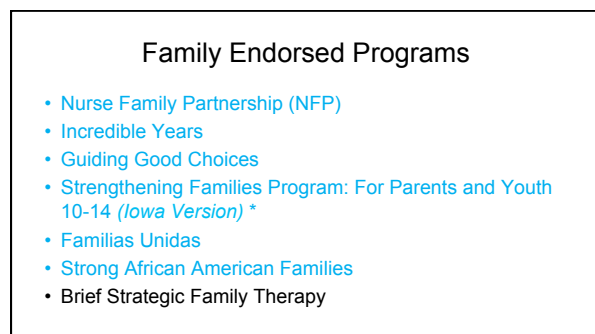 Family Endorsed Programs
• Nurse Family Partnership (NFP)
• Incredible Years
• Guiding Good Choices
• Strengthening Families Program: For Parents and Youth
10-14 (Iowa Version) *
• Familias Unidas
• Strong African American Families
• Brief Strategic Family Therapy